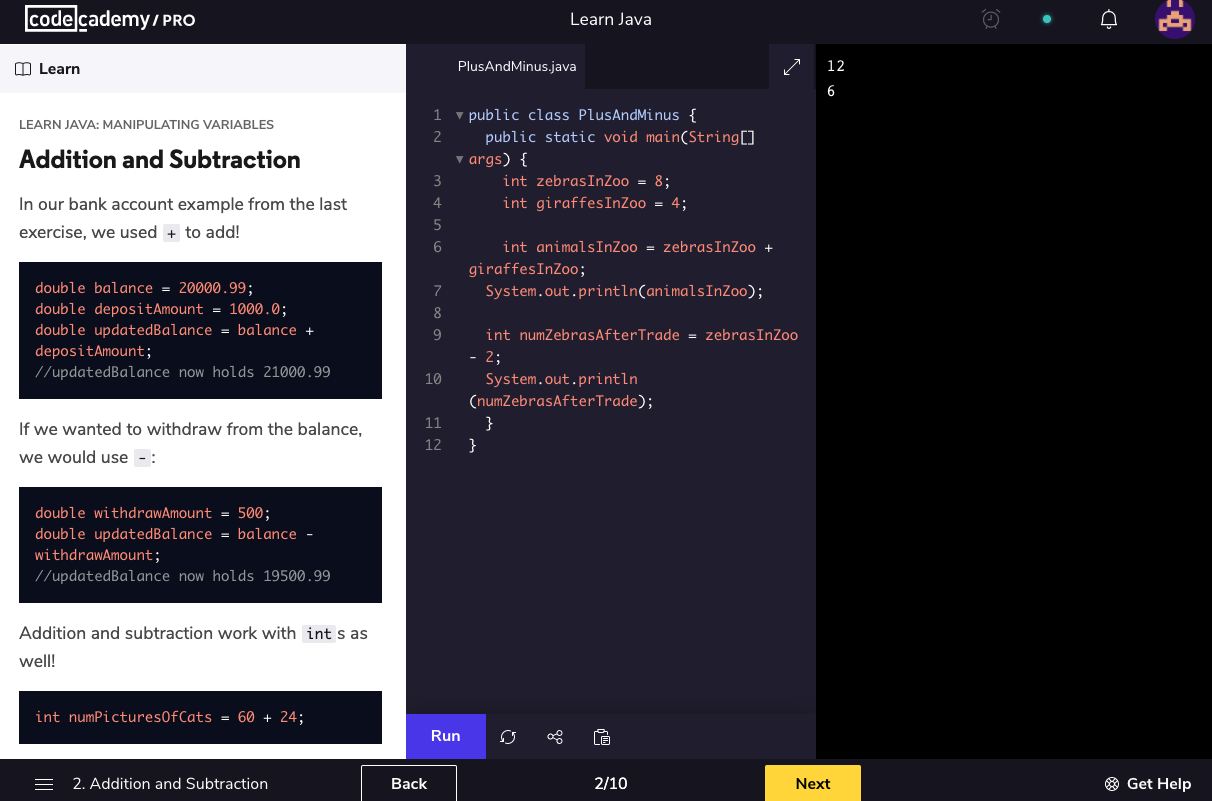 codecademy/PRO
Learn Java
Learn
LEARN JAVA: MANIPULATING VARIABLES
Addition and Subtraction
In our bank account example from the last
exercise, we used + to add!
double balance = 20000.99;
double depositAmount = 1000.0;
double updatedBalance = balance +
depositAmount;
//updatedBalance now holds 21000.99
If we wanted to withdraw from the balance,
we would use -:
double withdrawAmount = 500;
double updatedBalance = balance -
withdrawAmount;
//updatedBalance now holds 19500.99
Addition and subtraction work with ints as
well!
int numPicturesOfCats = 60 + 24;
PlusAndMinus.java
1 public class PlusAndMinus {
2 public static void main(String[]
args) {
3 int zebrasInZoo = 8;
4 int giraffesInZoo = 4;
5
6 int animalsInZoo = zebrasInZoo +
giraffesInZoo;
7 System.out.println(animalsInZoo);
8
9 int numZebrasAfterTrade = zebrasInZoo
- 2;
10 System.out.println
(numZebrasAfterTrade);
11 }
12 }
12
6
Run
2. Addition and Subtraction
Back
2/10
Next
Get Help